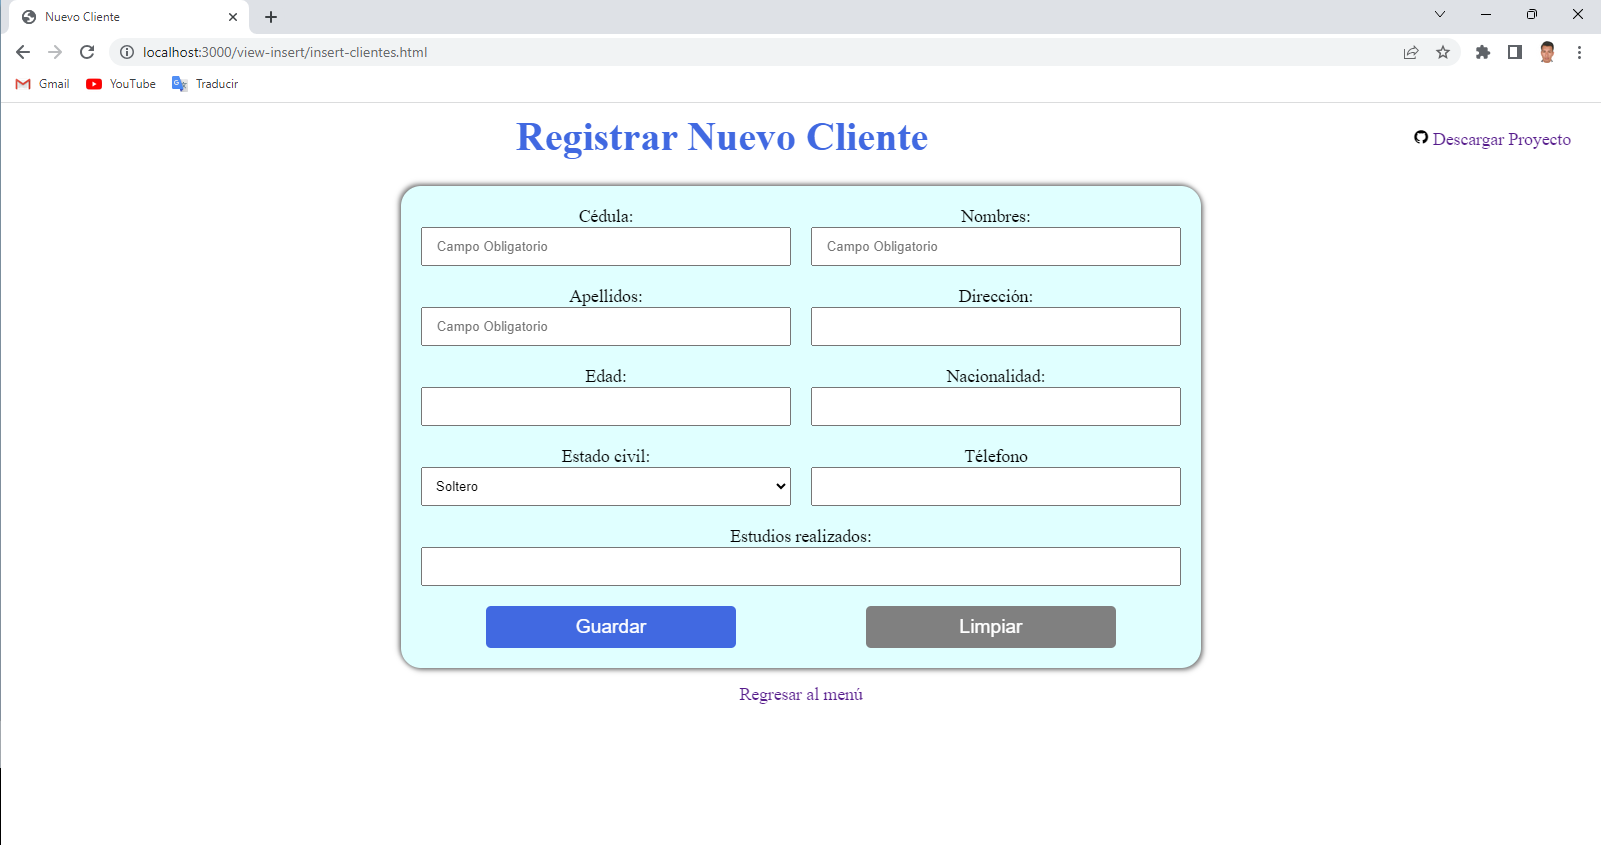 Nuevo Cliente
localhost:3000/view-insert/insert-clientes.html
Gmail YouTube Traducir
Registrar Nuevo Cliente
Descargar Proyecto
Cédula: Nombres:
Campo Obligatorio Campo Obligatorio
Apellidos: Dirección:
Campo Obligatorio
Edad: Nacionalidad:
Estado civil: Télefono
Soltero
Estudios realizados:
Guardar Limpiar
Regresar al menú